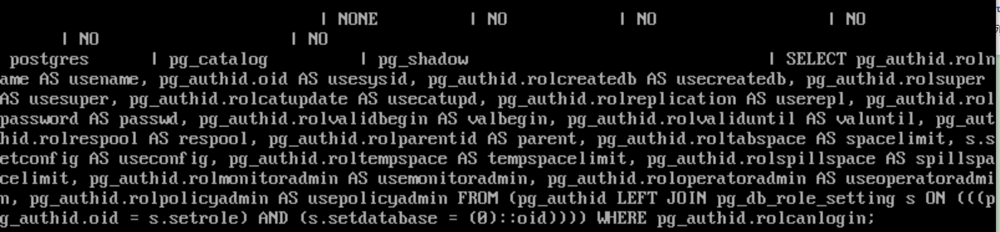 | NONE | NO | NO | NO
| NO | NO
postgres | pg_catalog | pg_shadow | SELECT pg_authid.roln
ame AS usename, pg_authid.oid AS usesysid, pg_authid.rolcreatedb AS usecreatedb, pg_authid.rolsuper
AS usesuper, pg_authid.rolcatupdate AS usecatupd, pg_authid.rolreplication AS userepl, pg_authid.rol
password AS passwd, pg_authid.rolvalidbegin AS valbegin, pg_authid.rolvaliduntil AS valuntil, pg_aut
hid.rolrespool AS respool, pg_authid.rolparentid AS parent, pg_authid.roltabspace AS spacelimit, s.s
etconfig AS useconfig, pg_authid.roltempspace AS tempspacelimit, pg_authid.rolspillspace AS spillspa
celimit, pg_authid.rolmonitoradmin AS usemonitoradmin, pg_authid.roloperatoradmin AS useoperatoradmi
n, pg_authid.rolpolicyadmin AS usepolicyadmin FROM (pg_authid LEFT JOIN pg_db_role_setting s ON (((p
g_authid.oid = s.setrole) AND (s.setdatabase = (0)::oid)))) WHERE pg_authid.rolcanlogin;